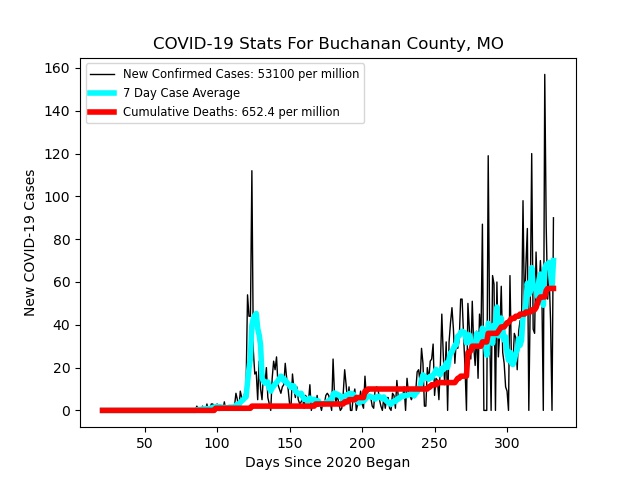 COVID-19 Stats For Buchanan County, MO
New Confirmed Cases: 53100 per million
7 Day Case Average
Cumulative Deaths: 652.4 per million
New COVID-19 Cases
160
140
120
100
80
60
40
20
0
50 100 150 200 250 300
Days Since 2020 Began